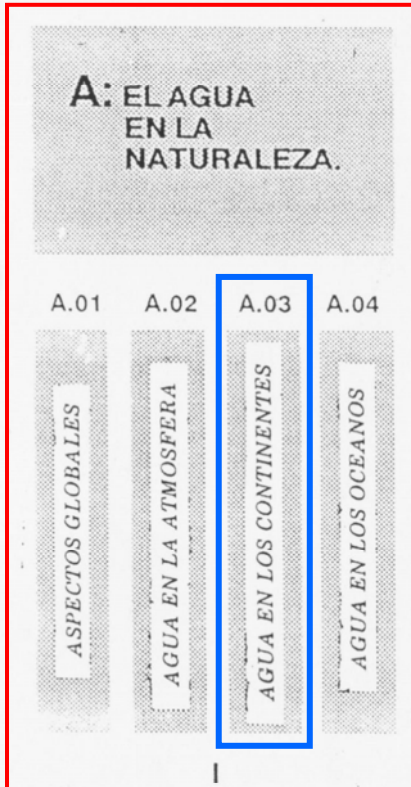 A: EL AGUA
EN LA
NATURALEZA.
A.01 A.02 A.03 A.04
ASPECTOS GLOBALES
AGUA EN LA ATMOSFERA
AGUA EN LOS CONTINENTES
AGUA EN LOS OCEANOS
I